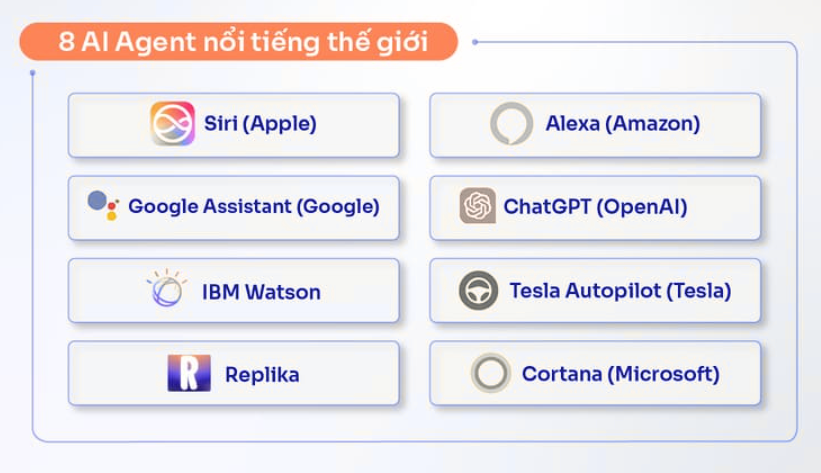 8 AI Agent nổi tiếng thế giới
Siri (Apple)
Alexa (Amazon)
Google Assistant (Google)
ChatGPT (OpenAI)
IBM Watson
Tesla Autopilot (Tesla)
R
Replika
Cortana (Microsoft)